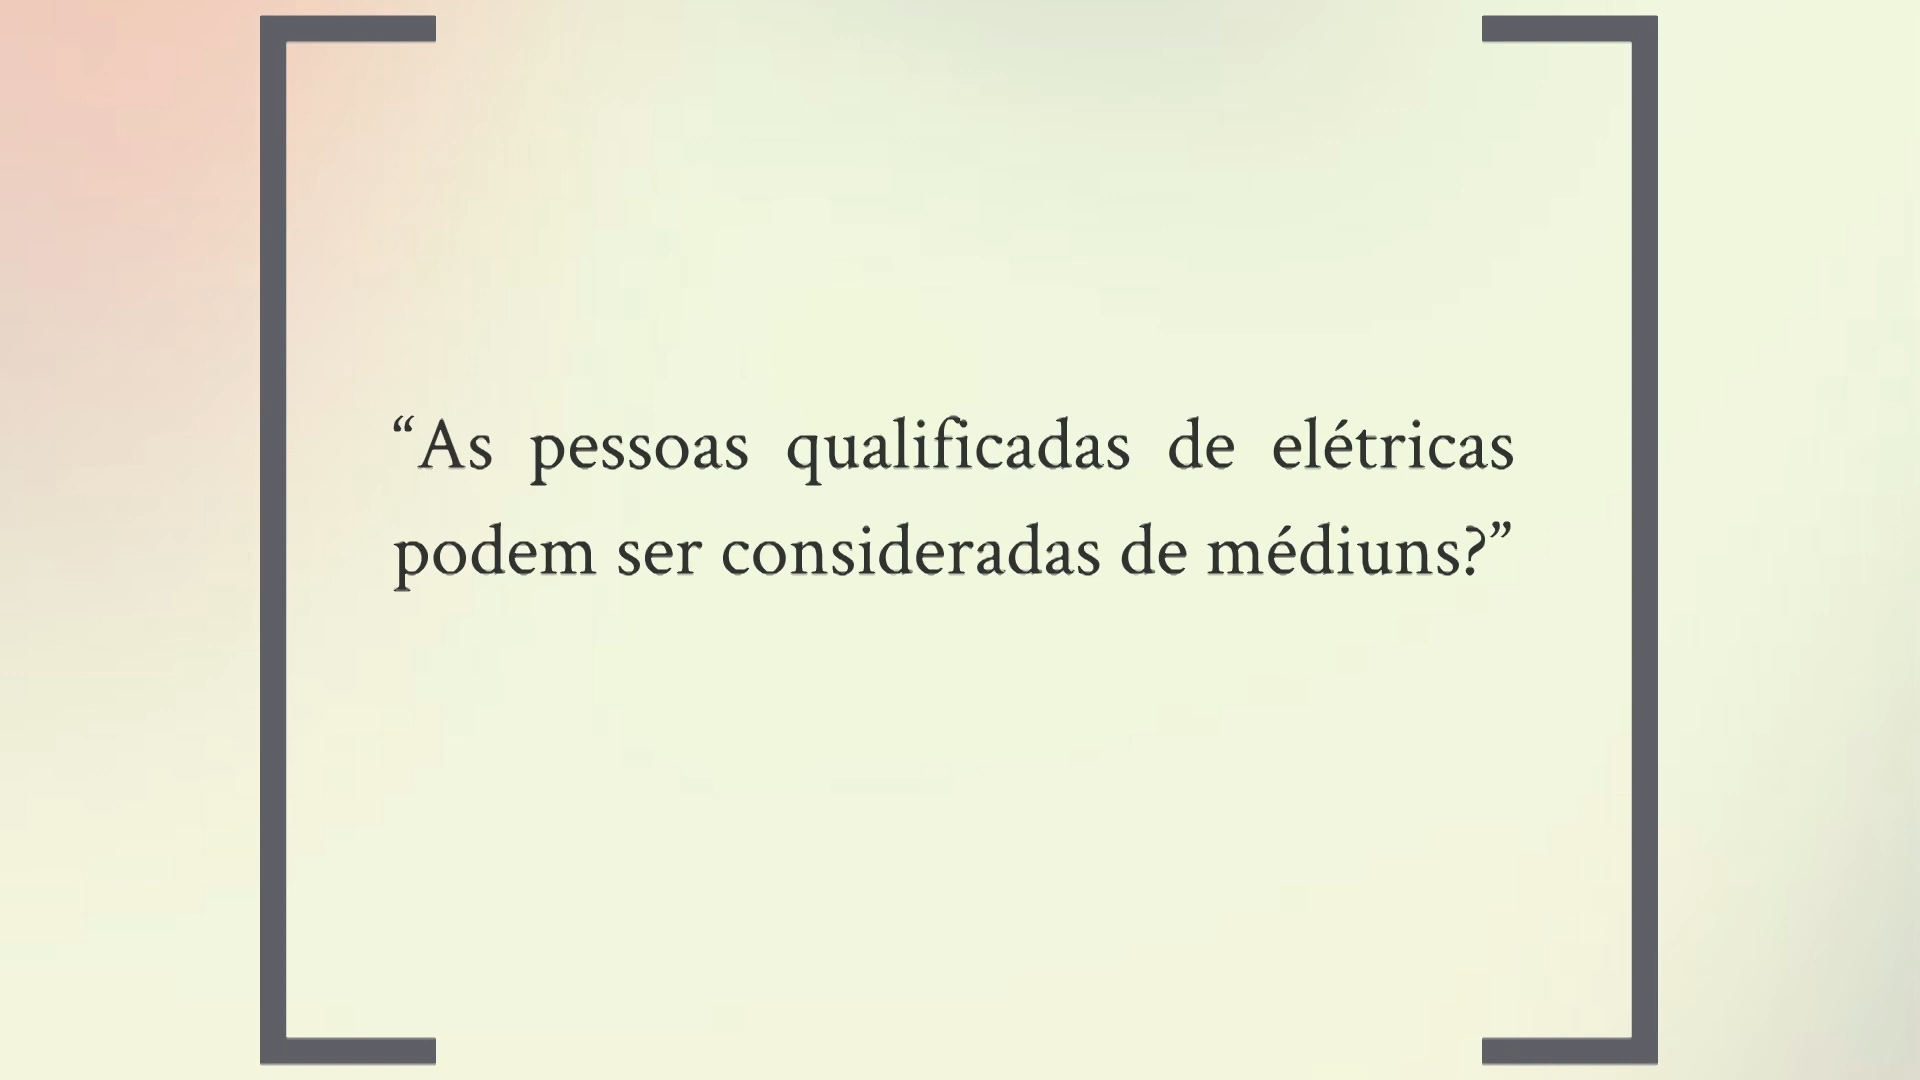 “As pessoas qualificadas de elétricas
podem ser consideradas de médiuns?”